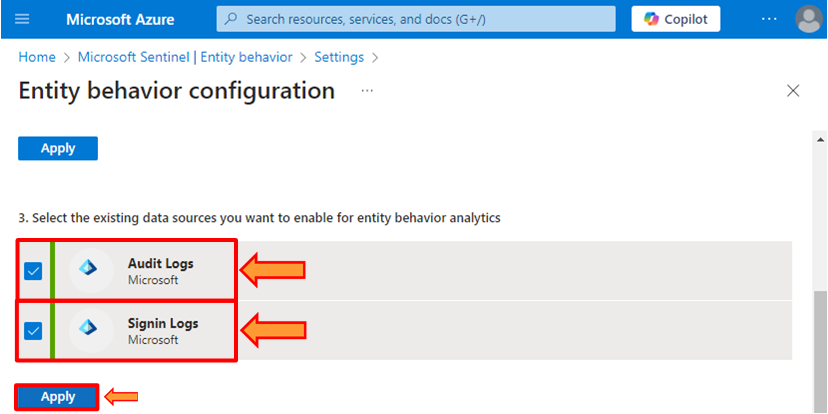 Microsoft Azure
Search resources, services, and docs (G+/)
Copilot
...
Home > Microsoft Sentinel | Entity behavior > Settings >
Entity behavior configuration ...
Apply
3. Select the existing data sources you want to enable for entity behavior analytics
Audit Logs
Microsoft
Signin Logs
Microsoft
Apply